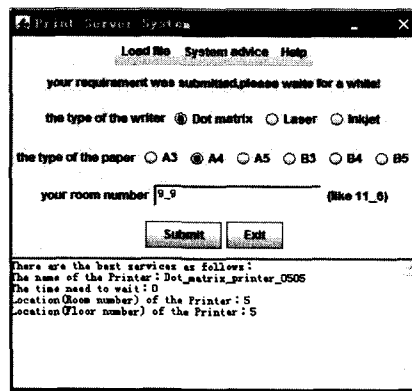 Print Server System
Load file System advice Help
your requirement was submitted,please wait for a while!
the type of the writer Dot matrix Laser Inkjet
the type of the paper A3 A4 A5 B3 B4 B5
your room number 9_9 (like 11_6)
Submit Exit
There are the best services as follows:
The name of the Printer:Dot_matrix_printer_0505
The time need to wait:0
Location(Room number) of the Printer:5
Location(Floor number) of the Printer:5